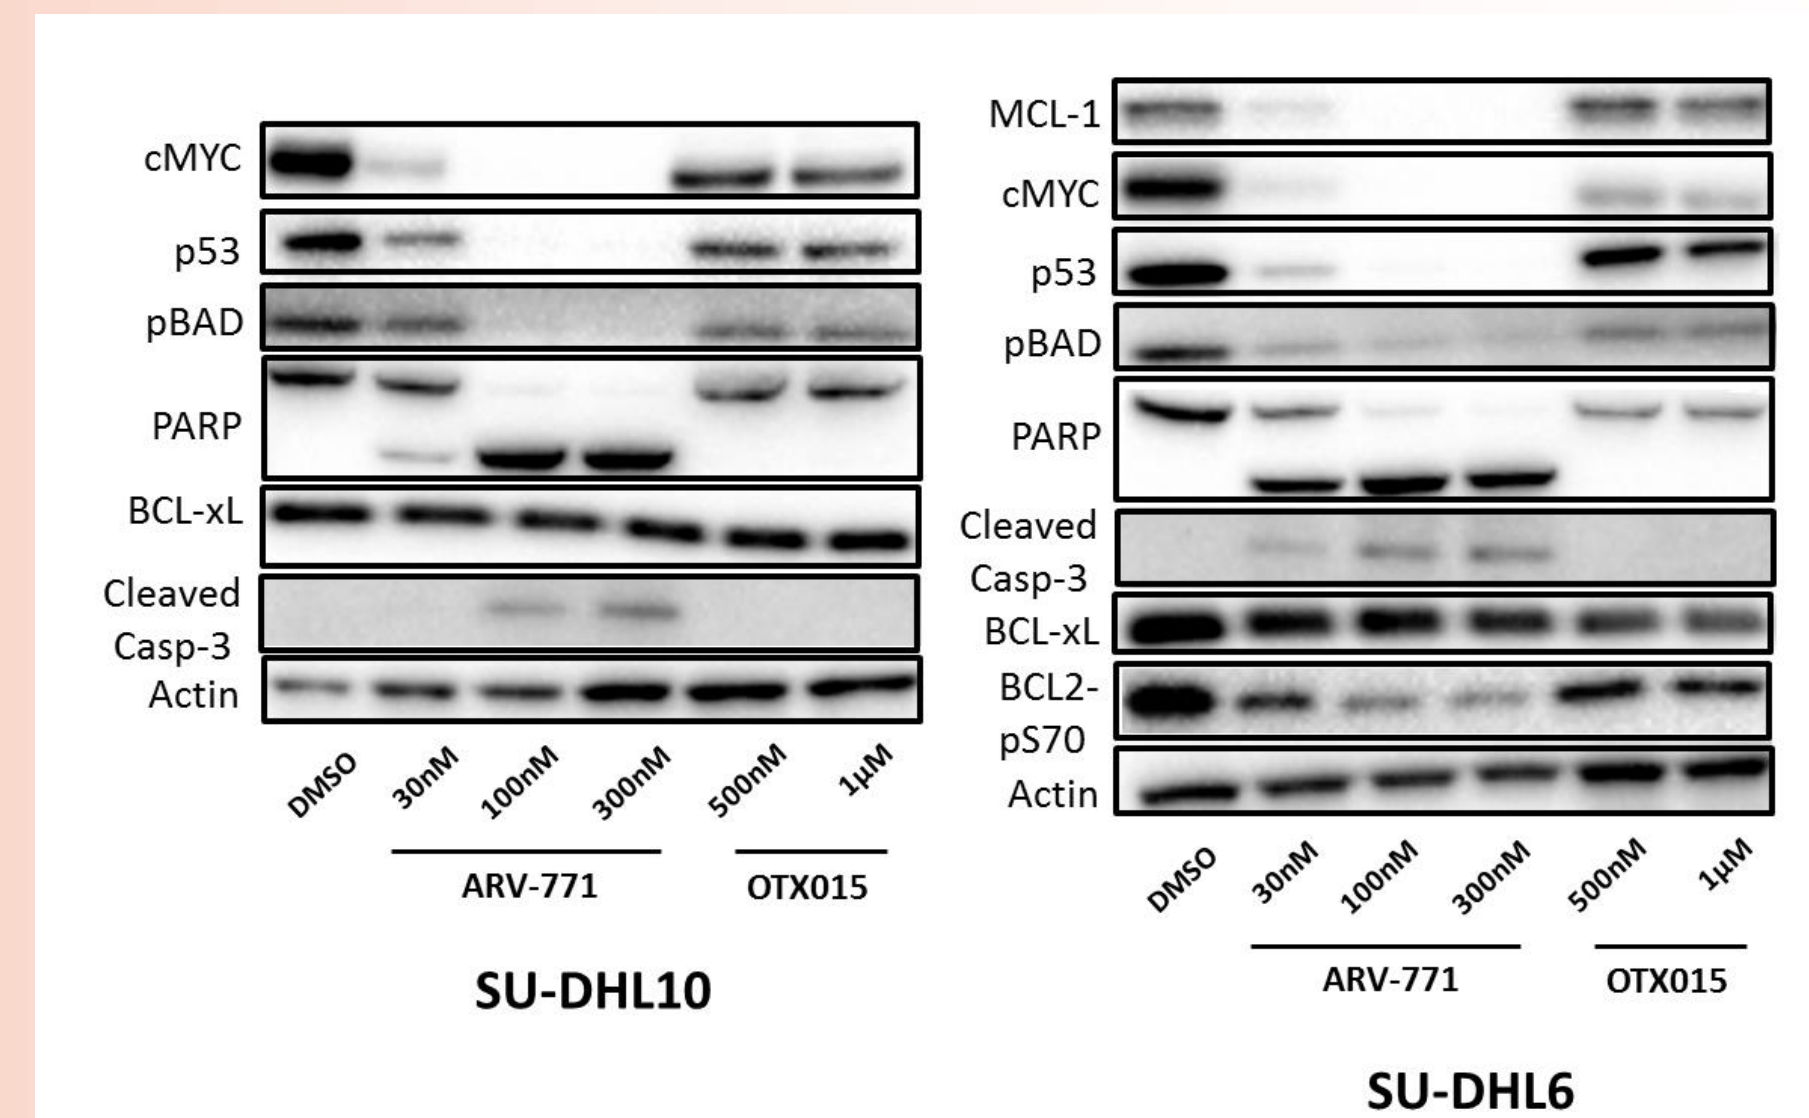 cMYC
p53
pBAD
PARP
BCL-xL
Cleaved
Casp-3
Actin
DMSO
30nM
100nM
300nM
500nM
1µM
ARV-771
OTX015
SU-DHL10
MCL-1
cMYC
p53
pBAD
PARP
Cleaved
Casp-3
BCL-xL
BCL2-
pS70
Actin
DMSO
30nM
100nM
300nM
500nM
1µM
ARV-771
OTX015
SU-DHL6